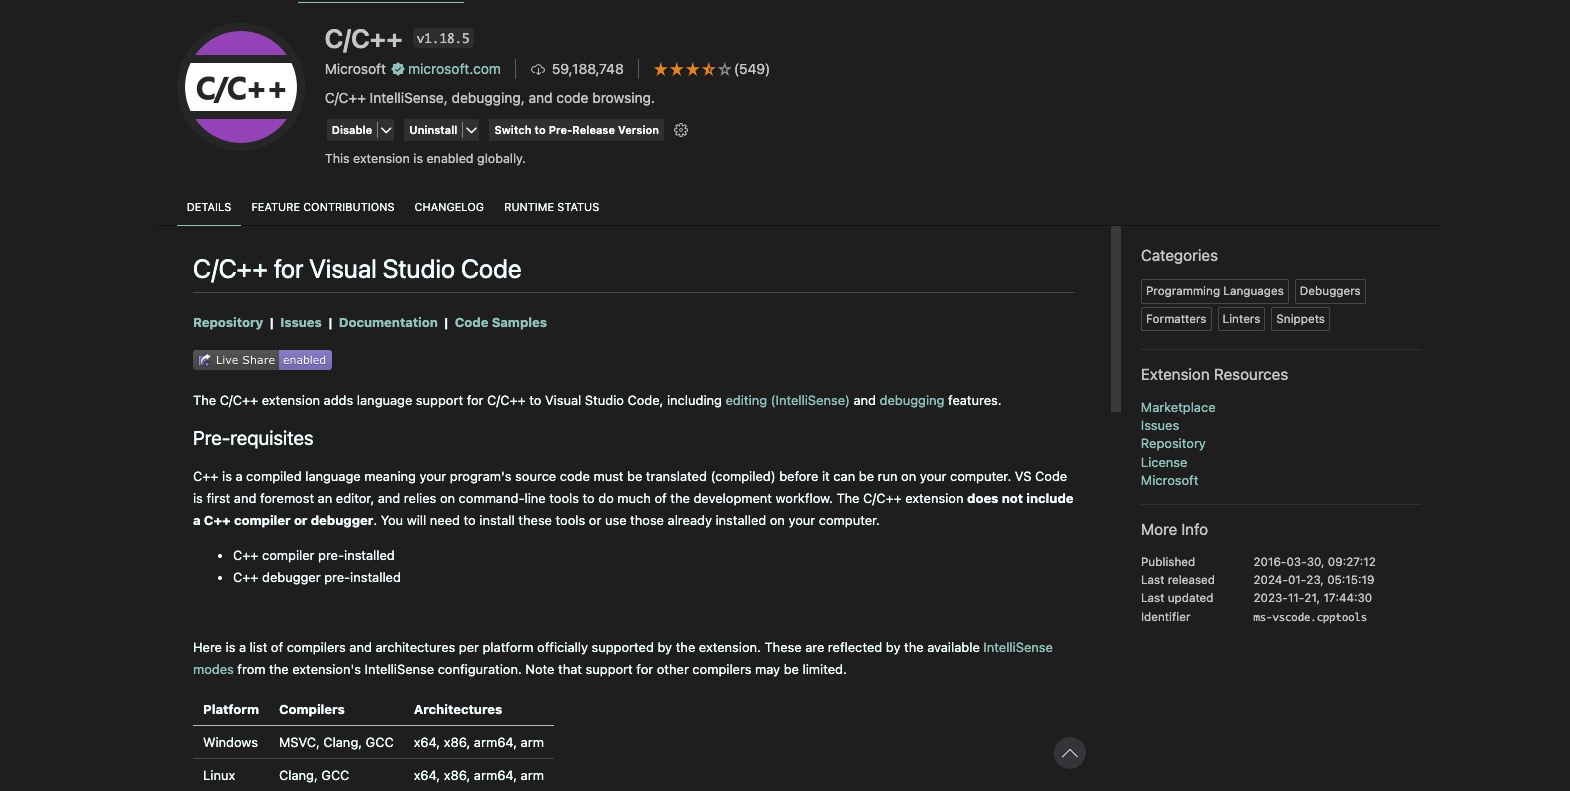 C/C++ v1.18.5
C/C++
Microsoft microsoft.com 59,188,748 (549)
C/C++ IntelliSense, debugging, and code browsing.
Disable Uninstall Switch to Pre-Release Version
This extension is enabled globally.
DETAILS FEATURE CONTRIBUTIONS CHANGELOG RUNTIME STATUS
C/C++ for Visual Studio Code
Repository | Issues | Documentation | Code Samples
Live Share enabled
The C/C++ extension adds language support for C/C++ to Visual Studio Code, including editing (IntelliSense) and debugging features.
Pre-requisites
C++ is a compiled language meaning your program's source code must be translated (compiled) before it can be run on your computer. VS Code
is first and foremost an editor, and relies on command-line tools to do much of the development workflow. The C/C++ extension does not include
a C++ compiler or debugger. You will need to install these tools or use those already installed on your computer.
• C++ compiler pre-installed
• C++ debugger pre-installed
Here is a list of compilers and architectures per platform officially supported by the extension. These are reflected by the available IntelliSense
modes from the extension's IntelliSense configuration. Note that support for other compilers may be limited.
Platform Compilers Architectures
Windows MSVC, Clang, GCC x64, x86, arm64, arm
Linux Clang, GCC x64, x86, arm64, arm
Categories
Programming Languages Debuggers
Formatters Linters Snippets
Extension Resources
Marketplace
Issues
Repository
License
Microsoft
More Info
Published 2016-03-30, 09:27:12
Last released 2024-01-23, 05:15:19
Last updated 2023-11-21, 17:44:30
Identifier ms-vscode.cpptools